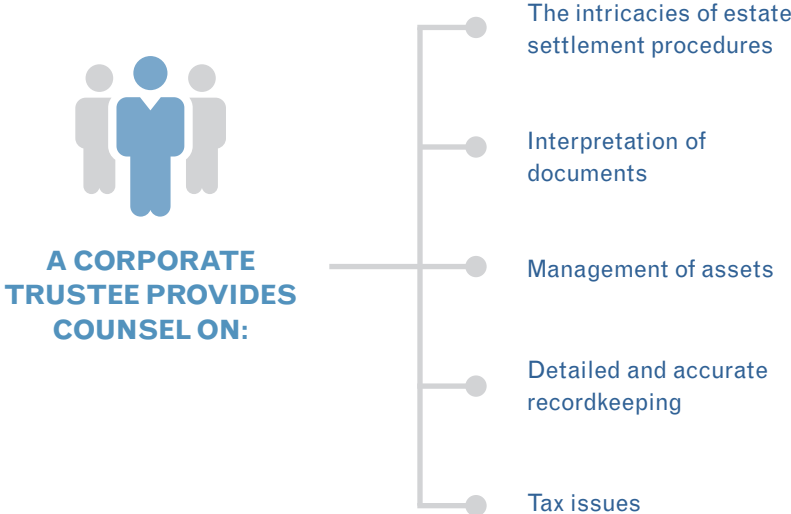 A CORPORATE
TRUSTEE PROVIDES
COUNSEL ON:
The intricacies of estate
settlement procedures
Interpretation of
documents
Management of assets
Detailed and accurate
recordkeeping
Tax issues